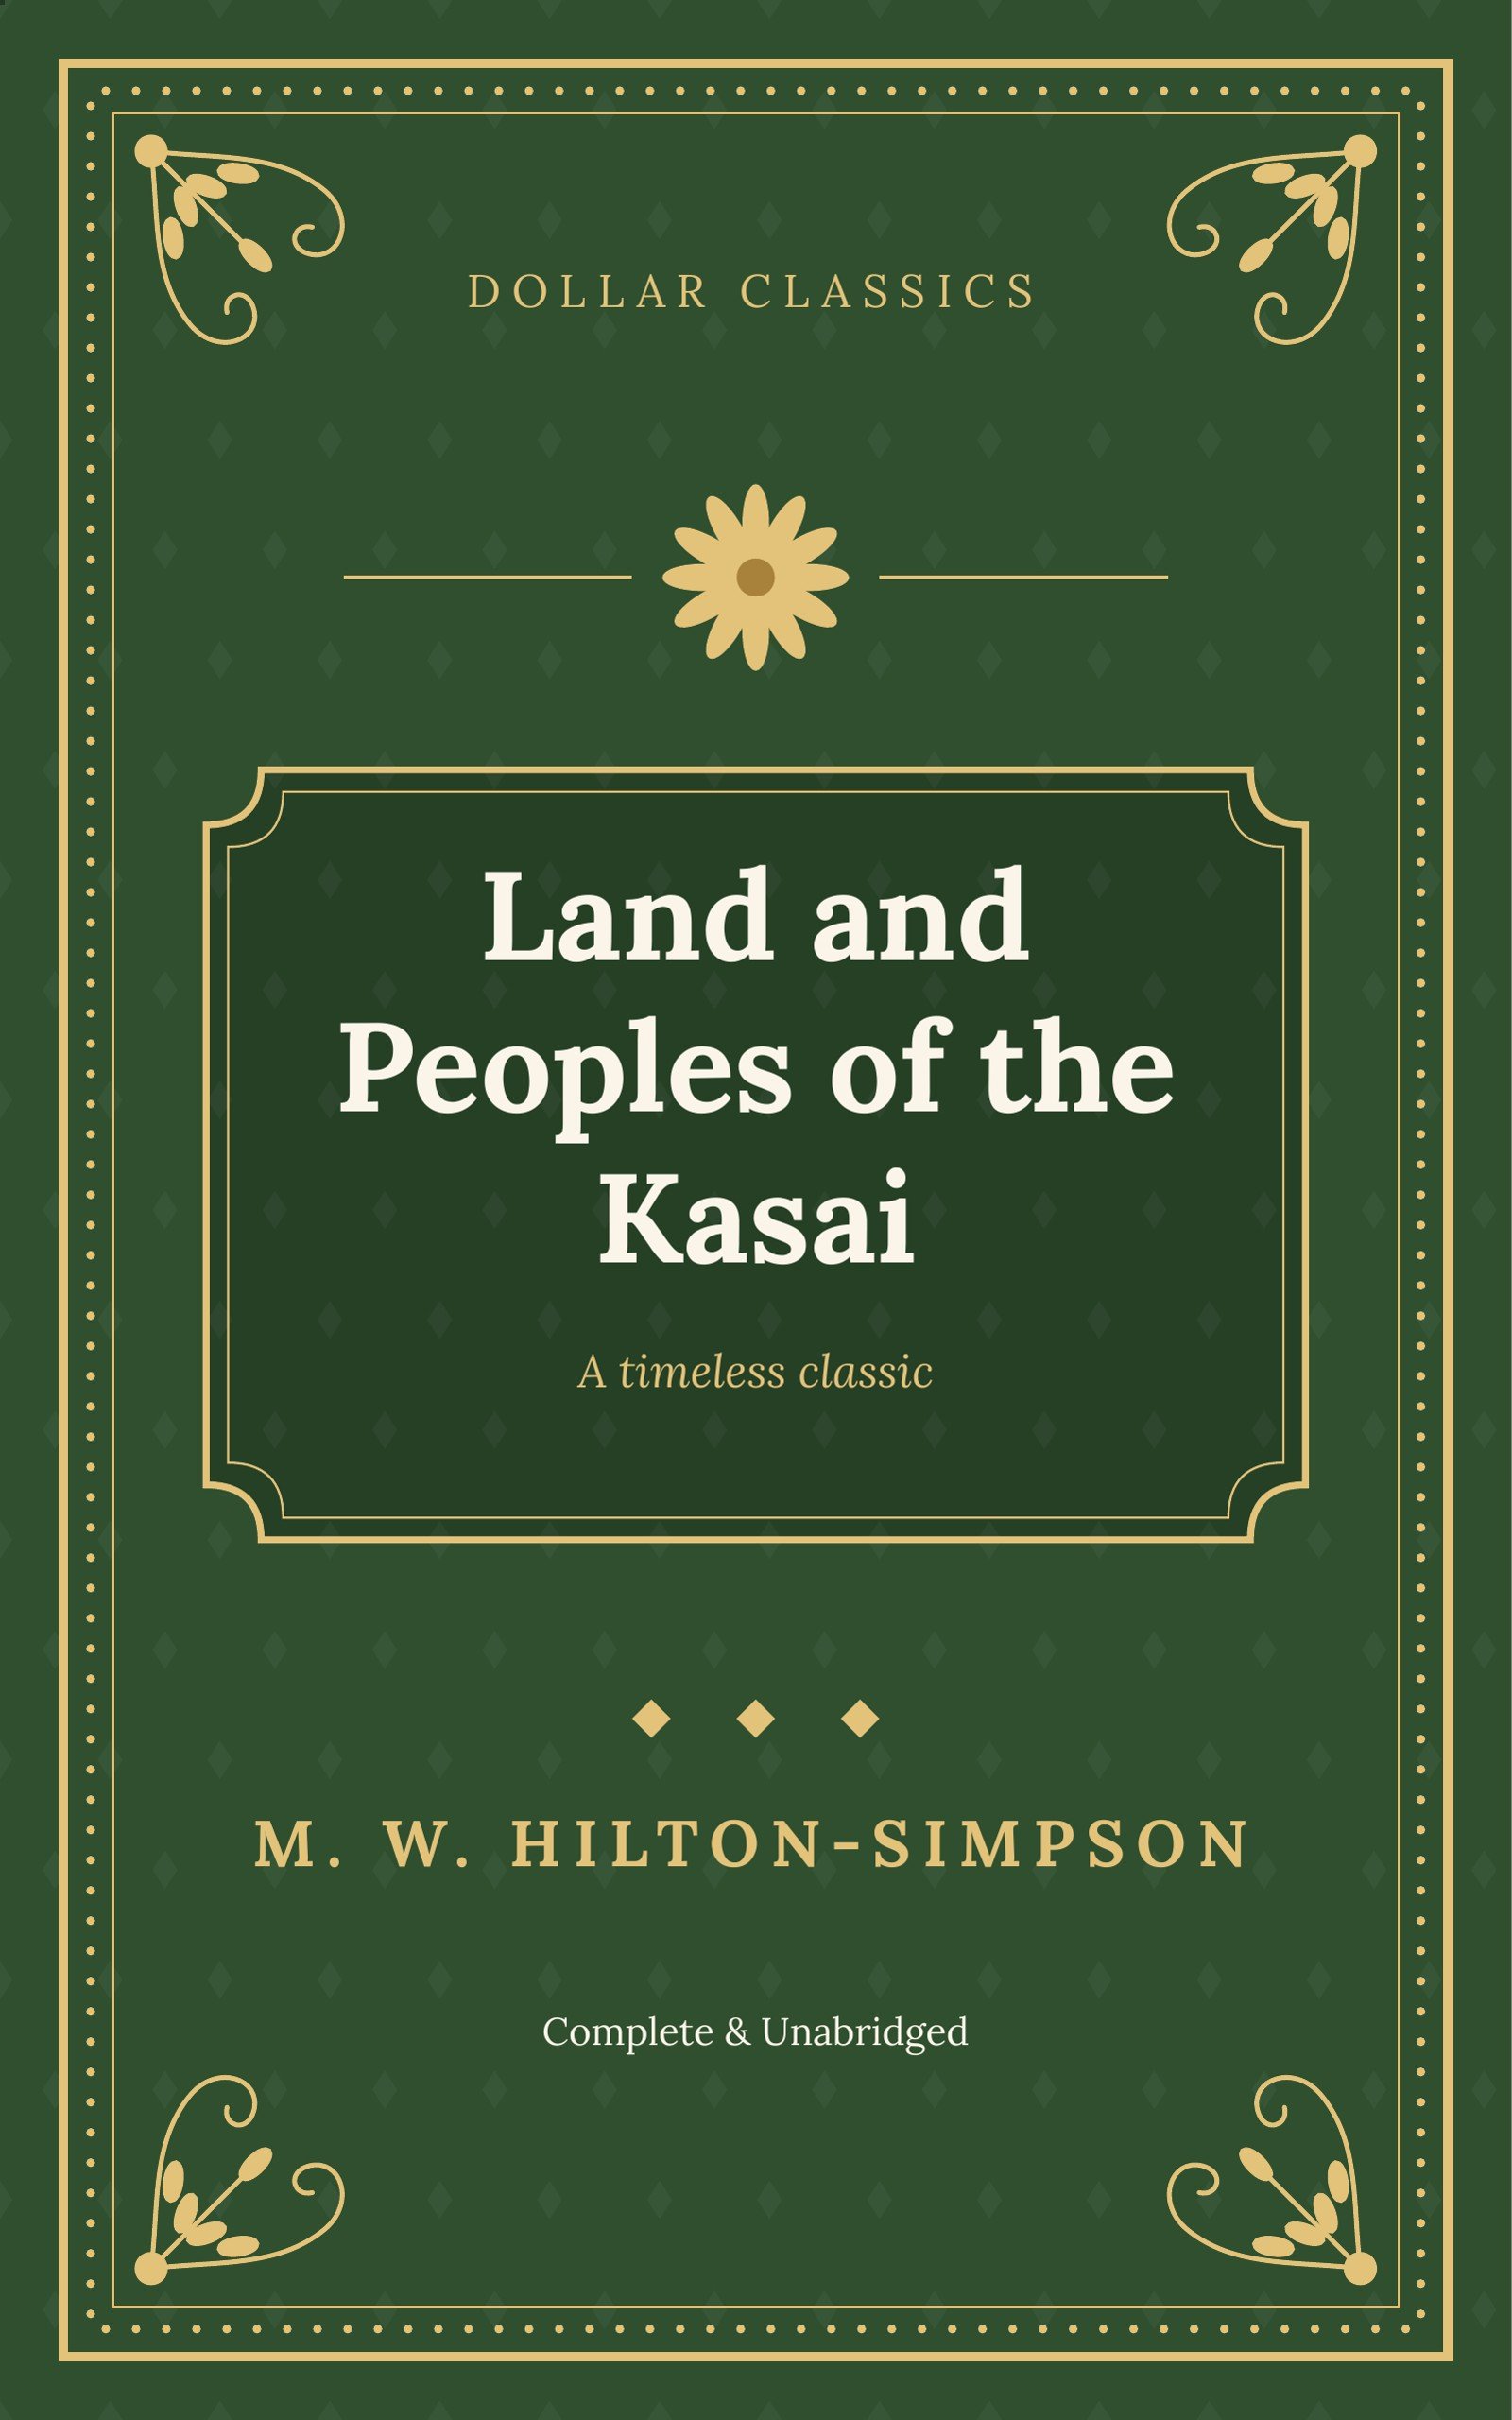 DOLLAR CLASSICS
Land and
Peoples of the
Kasai
A timeless classic
M. W. HILTON-SIMPSON
Complete & Unabridged